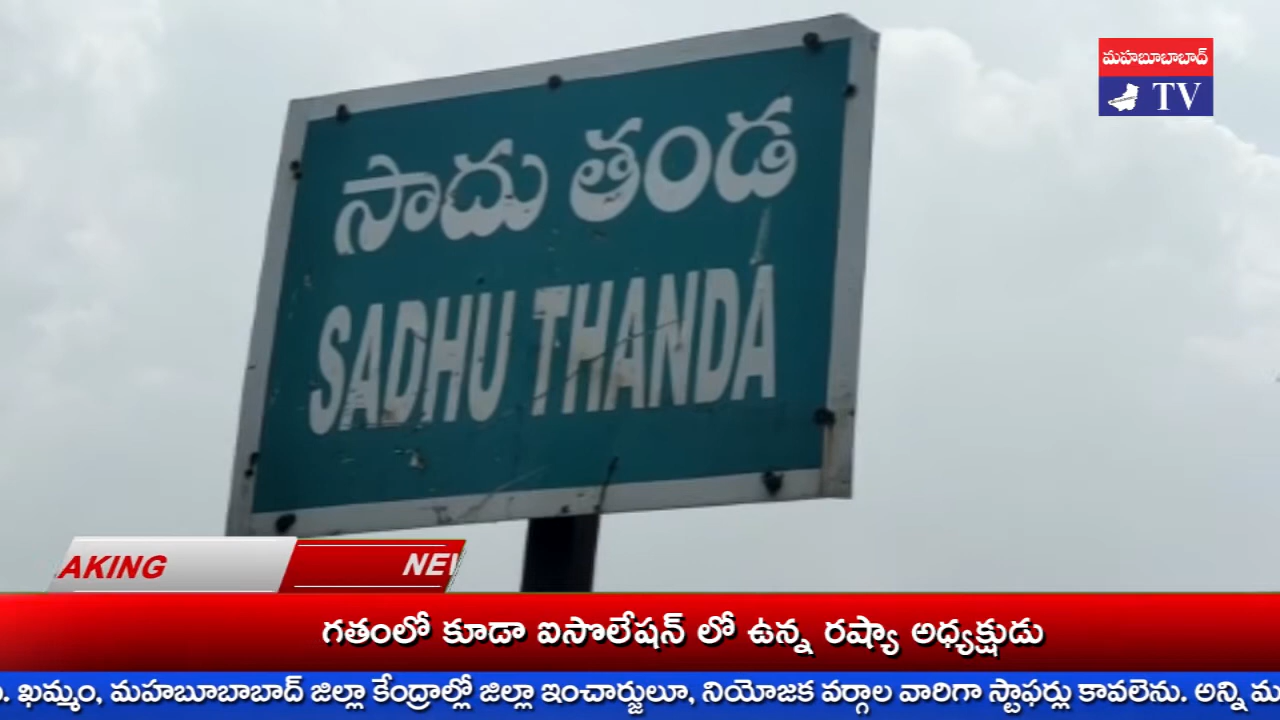 మహబూబాబాద్
TV
సాదు తండ
SADHU THANDA
AKING
NEW
గతంలో కూడా ఐసొలేషన్ లో ఉన్న రష్యా అధ్యక్షుడు
ఖమ్మం, మహబూబాబాద్ జిల్లా కేంద్రాల్లో జిల్లా ఇంచార్జులూ, నియోజక వర్గాల వారిగా స్టాఫర్లు కావలెను. అన్ని మ